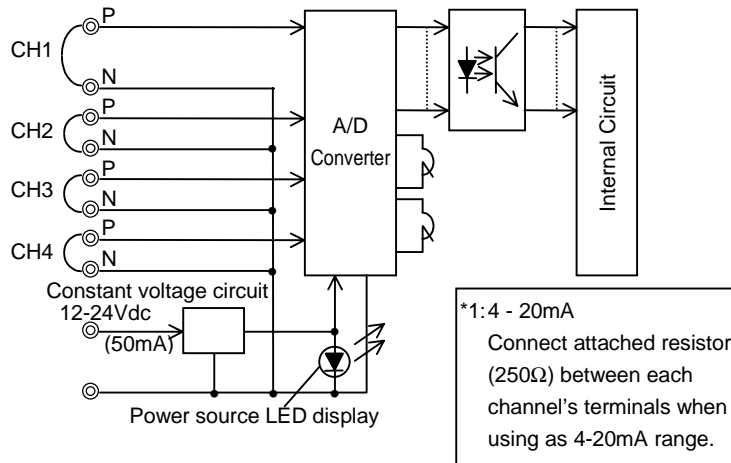 CH1
P
N
CH2
P
N
CH3
P
N
CH4
P
N
A/D
Converter
Internal Circuit
Constant voltage circuit
12-24Vdc
(50mA)
Power source LED display
*1:4 - 20mA
Connect attached resistor
(250Ω) between each
channel's terminals when
using as 4-20mA range.